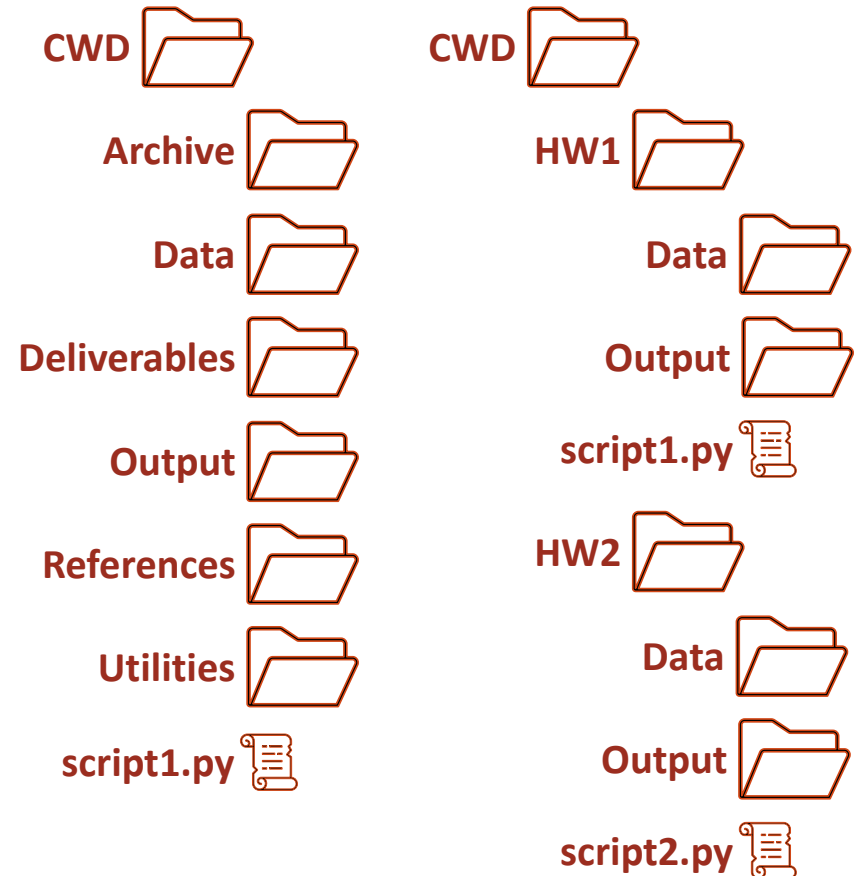 CWD
Archive
Data
Deliverables
Output
References
Utilities
script1.py
CWD
HW1
Data
Output
script1.py
HW2
Data
Output
script2.py